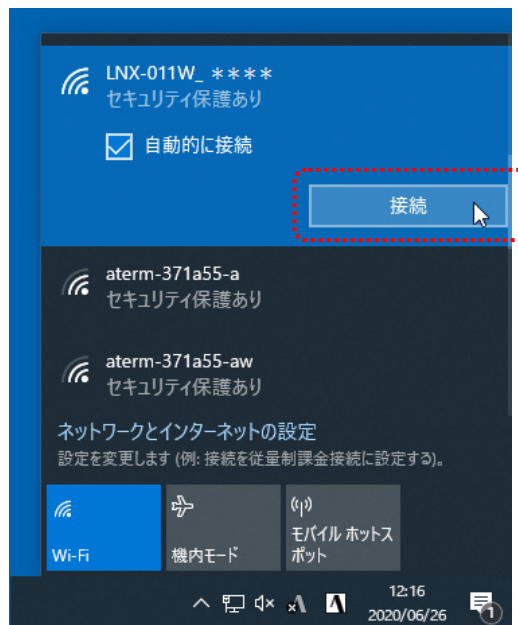 LNX-011W_ ****
セキュリティ保護あり
自動的に接続
接続
aterm-371a55-a
セキュリティ保護あり
aterm-371a55-aw
セキュリティ保護あり
ネットワークとインターネットの設定
設定を変更します (例: 接続を従量制課金接続に設定する)。
Wi-Fi
機内モード
モバイル ホットス
ポット
12:16
2020/06/26
1